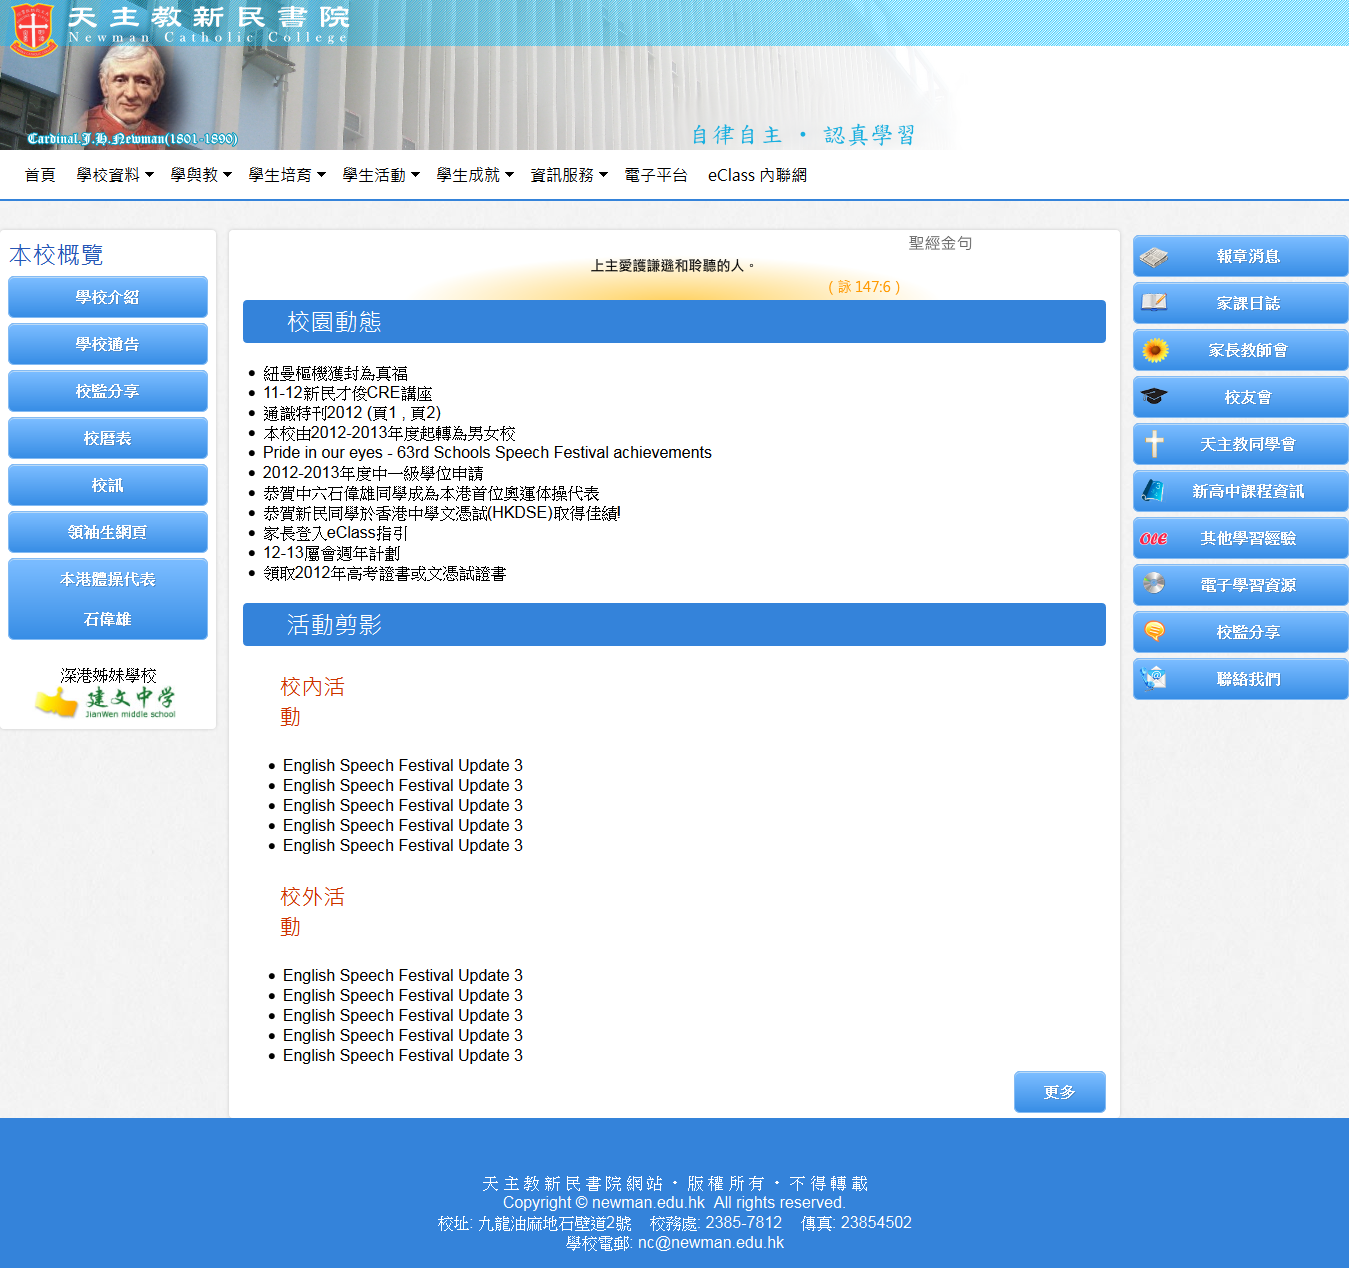 天主教新民書院
Newman Catholic College
Cardinal.J.H.Newman(1801-1890)
自律自主 · 認真學習
首頁 學校資料 學與教 學生培育 學生活動 學生成就 資訊服務 電子平台 eClass 內聯網
本校概覽
學校介紹
學校通告
校監分享
校曆表
校訊
領袖生網頁
本港體操代表
石偉雄
深港姊妹學校
建文中学
JianWen middle school
聖經金句
上主愛護謙遜和聆聽的人。
( 詠 147:6 )
校園動態
紐曼樞機獲封為真福
11-12新民才俊CRE講座
通識特刊2012 (頁1 , 頁2)
本校由2012-2013年度起轉為男女校
Pride in our eyes - 63rd Schools Speech Festival achievements
2012-2013年度中一級學位申請
恭賀中六石偉雄同學成為本港首位奧運体操代表
恭賀新民同學於香港中學文憑試(HKDSE)取得佳績!
家長登入eClass指引
12-13屬會週年計劃
領取2012年高考證書或文憑試證書
活動剪影
校內活
動
English Speech Festival Update 3
English Speech Festival Update 3
English Speech Festival Update 3
English Speech Festival Update 3
English Speech Festival Update 3
校外活
動
English Speech Festival Update 3
English Speech Festival Update 3
English Speech Festival Update 3
English Speech Festival Update 3
English Speech Festival Update 3
更多
報章消息
家課日誌
家長教師會
校友會
天主教同學會
新高中課程資訊
OLE 其他學習經驗
電子學習資源
校監分享
聯絡我們
天主教新民書院網站‧版權所有‧不得轉載
Copyright © newman.edu.hk All rights reserved.
校址: 九龍油麻地石壁道2號 校務處: 2385-7812 傳真: 23854502
學校電郵: nc@newman.edu.hk